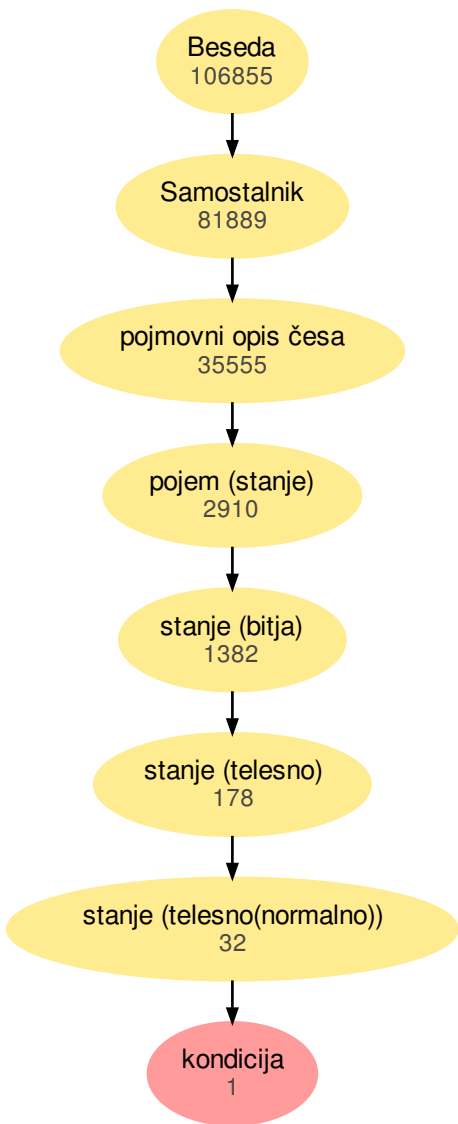 Beseda
106855
Samostalnik
81889
pojmovni opis česa
35555
pojem (stanje)
2910
stanje (bitja)
1382
stanje (telesno)
178
stanje (telesno(normalno))
32
kondicija
1